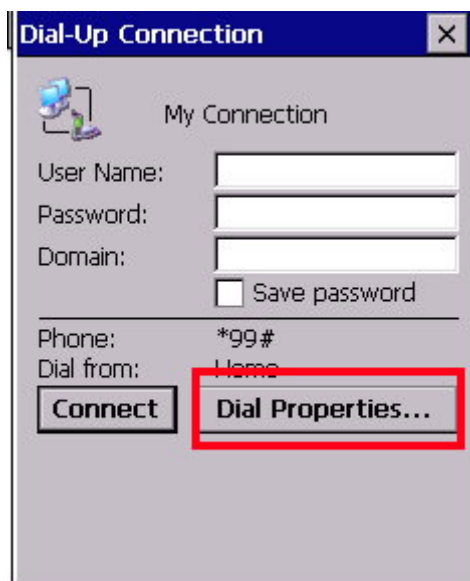 Dial-Up Connection
My Connection
User Name:
Password:
Domain:
Save password
Phone: *99#
Dial from: Home
Connect Dial Properties...